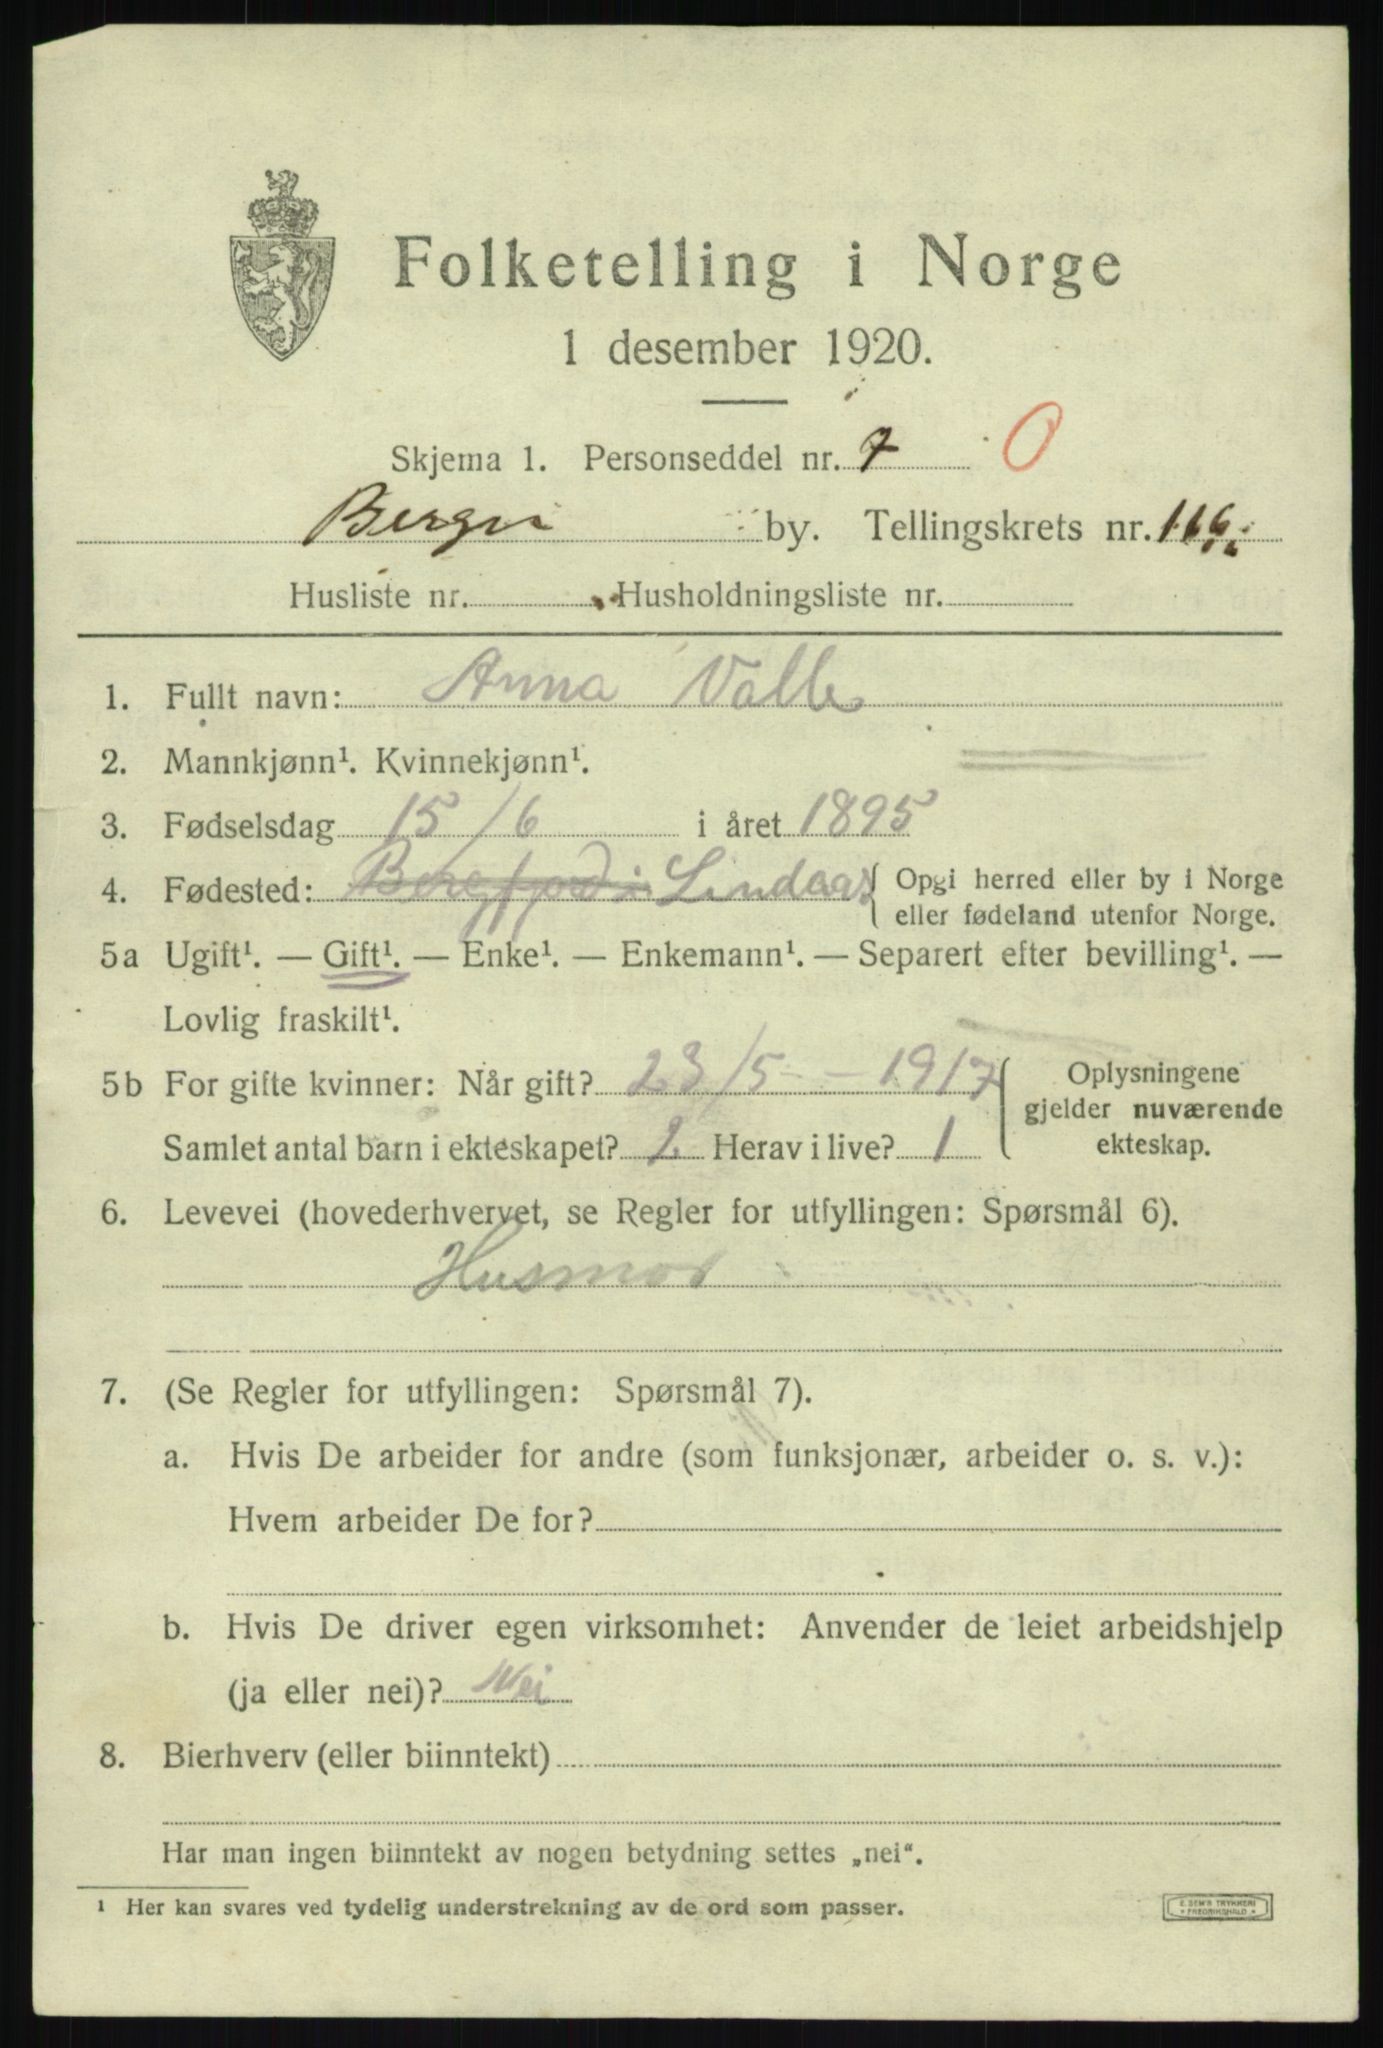 Folketelling i Norge
1 desember 1920.
Skjema 1. Personseddel nr. 7 O
Bergen by. Tellingskrets nr. 116
Husliste nr. Husholdningsliste nr.
1. Fullt navn: Anna Valle
2. Mannkjønn¹. Kvinnekjønn¹.
3. Fødselsdag 15/6 i året 1895
4. Fødested: Lindaas { Opgi herred eller by i Norge
eller fødeland utenfor Norge.
5a Ugift¹. — Gift¹. — Enke¹. — Enkemann¹. — Separert efter bevilling¹. —
Lovlig fraskilt¹.
5b For gifte kvinner: Når gift? 23/5 - 1917 { Oplysningene
gjelder nuværende
ekteskap.
Samlet antal barn i ekteskapet? 2 Herav i live? 1
6. Levevei (hovederhvervet, se Regler for utfyllingen: Spørsmål 6).
Husmor
7. (Se Regler for utfyllingen: Spørsmål 7).
a. Hvis De arbeider for andre (som funksjonær, arbeider o. s. v.):
Hvem arbeider De for?
b. Hvis De driver egen virksomhet: Anvender de leiet arbeidshjelp
(ja eller nei)? Nei
8. Bierhverv (eller biinntekt)
Har man ingen biinntekt av nogen betydning settes „nei“.
¹ Her kan svares ved tydelig understrekning av de ord som passer.
E. SEM'S TRYKKERI
FREDRIKSHALD